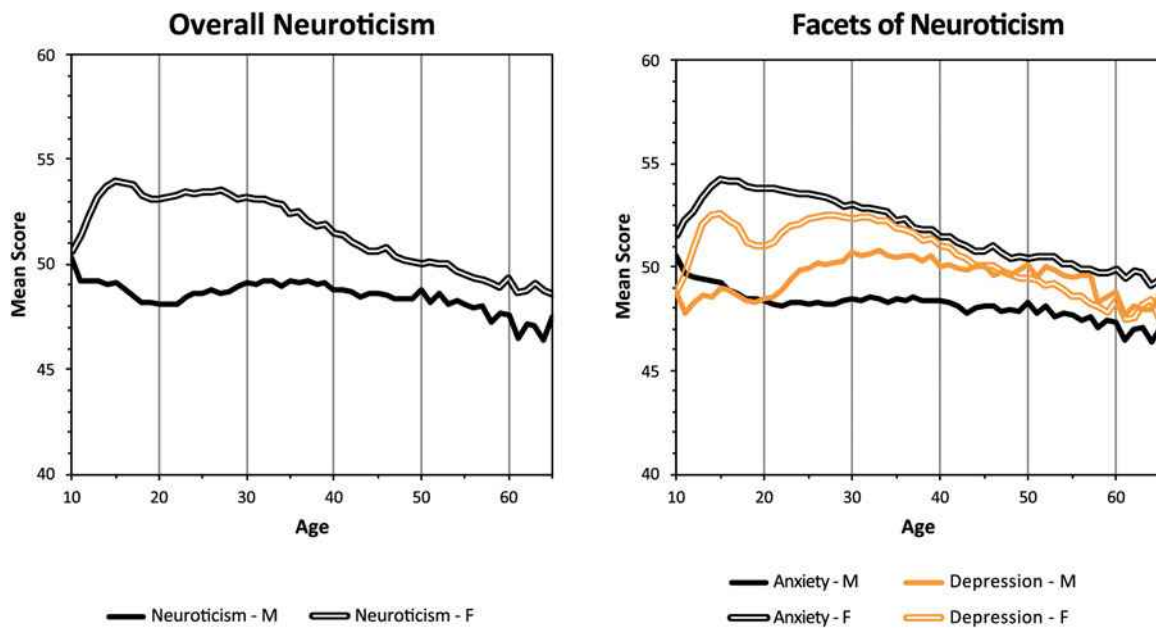 Overall Neuroticism
60
55
50
45
40
Mean Score
10 20 30 40 50 60
Age
Neuroticism - M Neuroticism - F
Facets of Neuroticism
60
55
50
45
40
Mean Score
10 20 30 40 50 60
Age
Anxiety - M Depression - M
Anxiety - F Depression - F